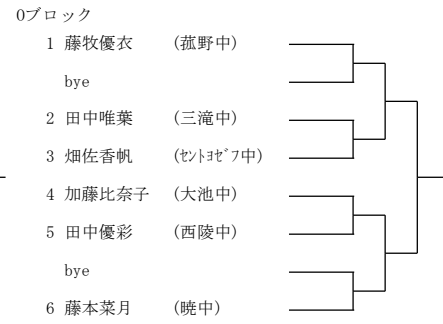 0ブロック
1 藤牧優衣 (菰野中)
bye
2 田中唯葉 (三滝中)
3 畑佐香帆 (セントヨゼフ中)
4 加藤比奈子 (大池中)
5 田中優彩 (西陵中)
bye
6 藤本菜月 (暁中)